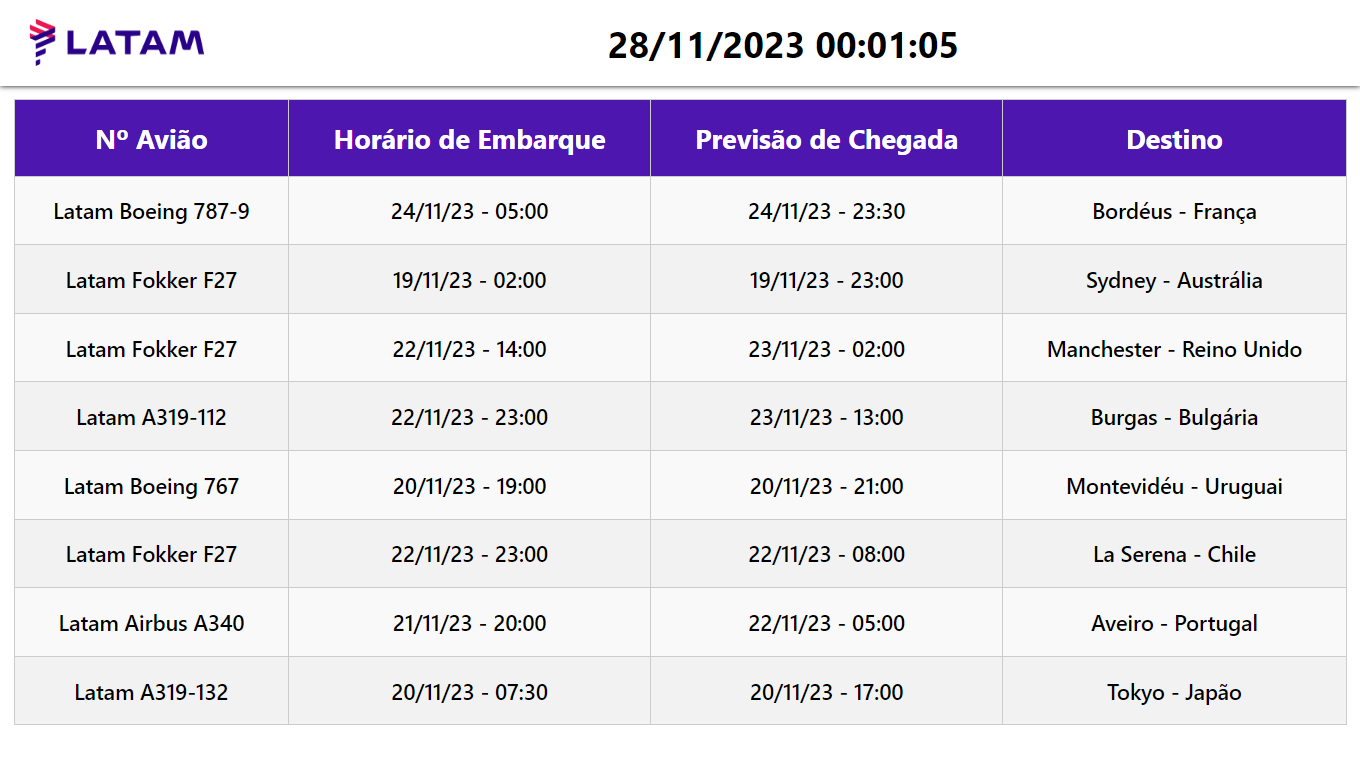 LATAM
28/11/2023 00:01:05
Nº Avião Horário de Embarque Previsão de Chegada Destino
Latam Boeing 787-9 24/11/23 - 05:00 24/11/23 - 23:30 Bordéus - França
Latam Fokker F27 19/11/23 - 02:00 19/11/23 - 23:00 Sydney - Austrália
Latam Fokker F27 22/11/23 - 14:00 23/11/23 - 02:00 Manchester - Reino Unido
Latam A319-112 22/11/23 - 23:00 23/11/23 - 13:00 Burgas - Bulgária
Latam Boeing 767 20/11/23 - 19:00 20/11/23 - 21:00 Montevidéu - Uruguai
Latam Fokker F27 22/11/23 - 23:00 22/11/23 - 08:00 La Serena - Chile
Latam Airbus A340 21/11/23 - 20:00 22/11/23 - 05:00 Aveiro - Portugal
Latam A319-132 20/11/23 - 07:30 20/11/23 - 17:00 Tokyo - Japão